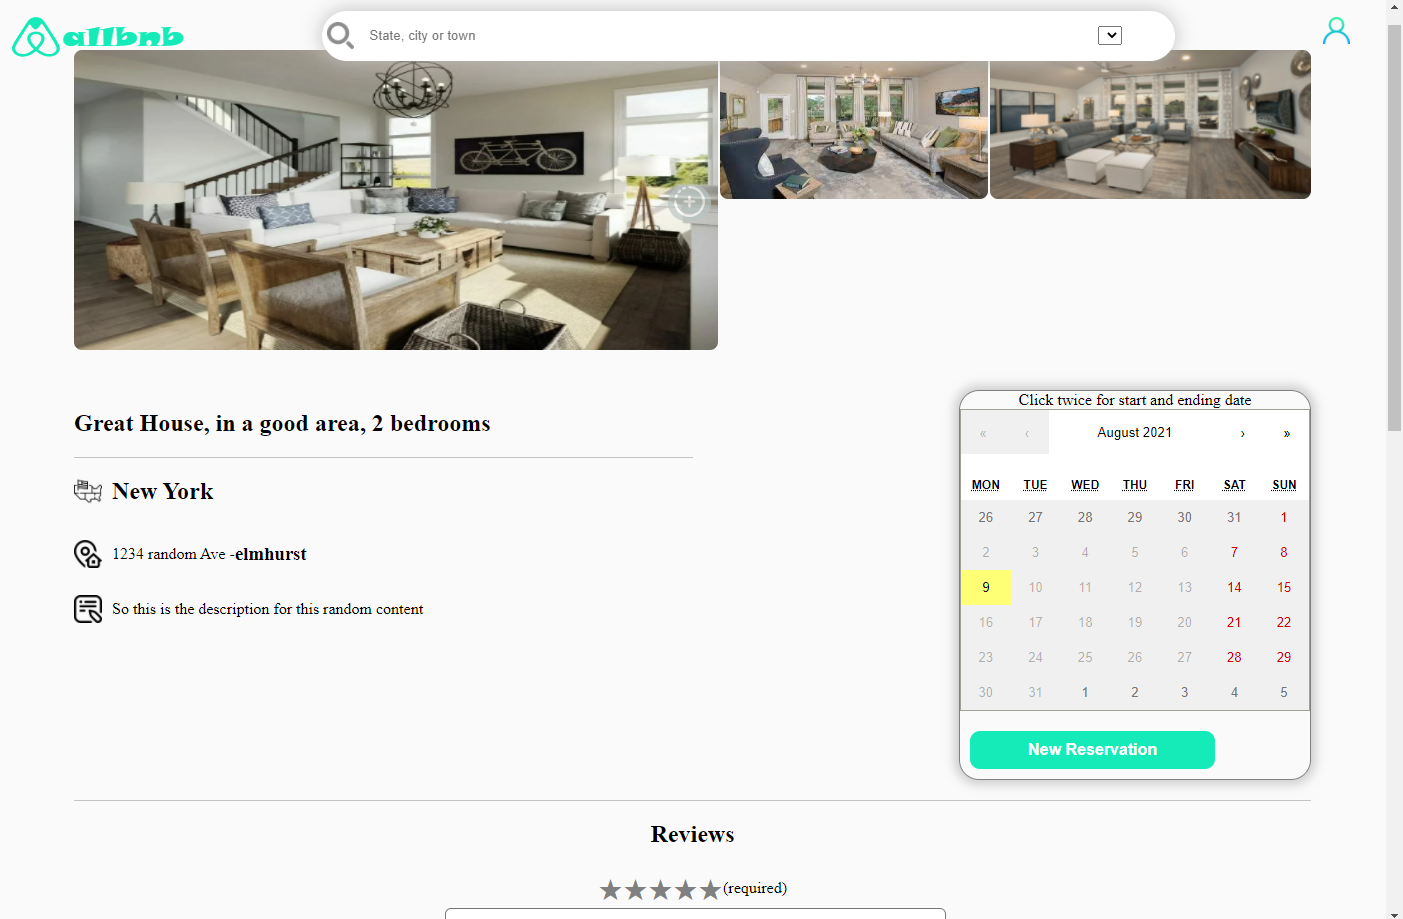 allbnb
State, city or town
Great House, in a good area, 2 bedrooms
New York
1234 random Ave -elmhurst
So this is the description for this random content
Click twice for start and ending date
« ‹ August 2021 › »
MON TUE WED THU FRI SAT SUN
26 27 28 29 30 31 1
2 3 4 5 6 7 8
9 10 11 12 13 14 15
16 17 18 19 20 21 22
23 24 25 26 27 28 29
30 31 1 2 3 4 5
New Reservation
Reviews
★★★★★(required)